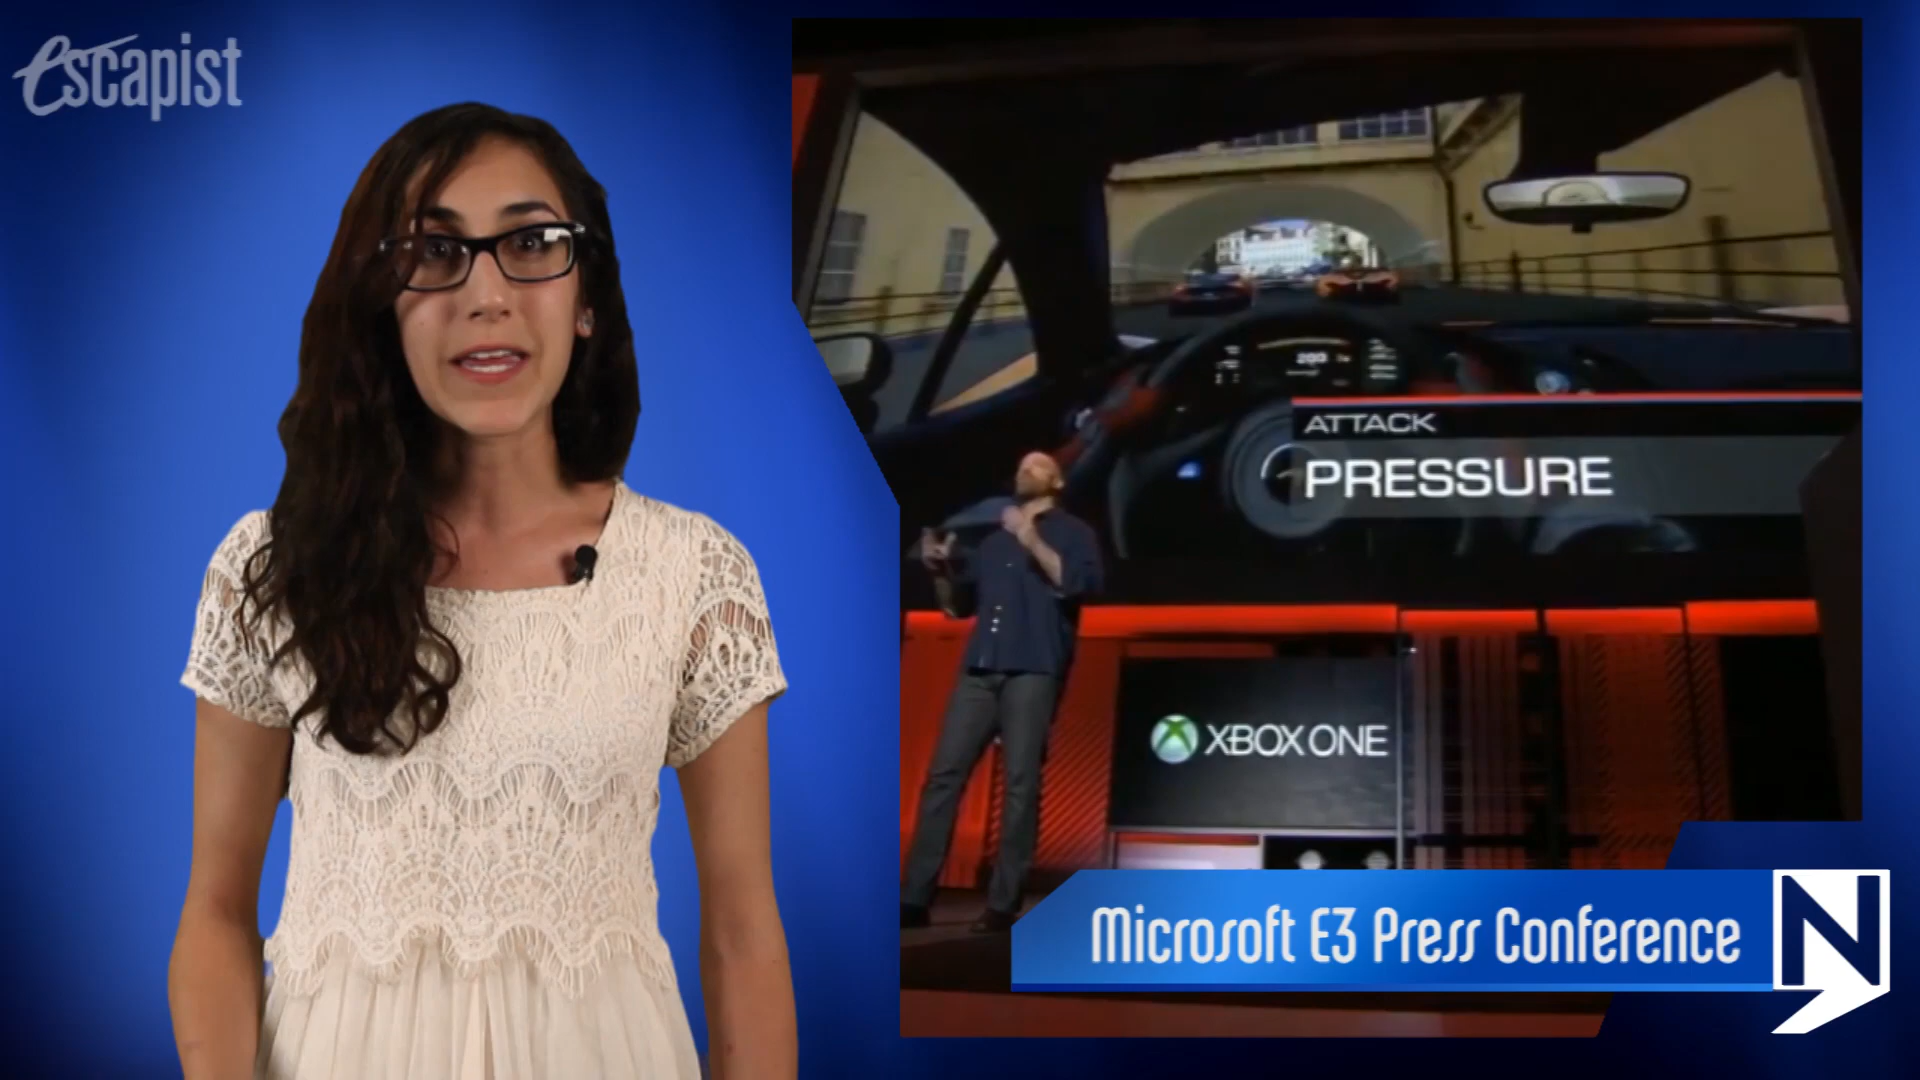 escapist
ATTACK
PRESSURE
XBOX ONE
Microsoft E3 Press Conference
N